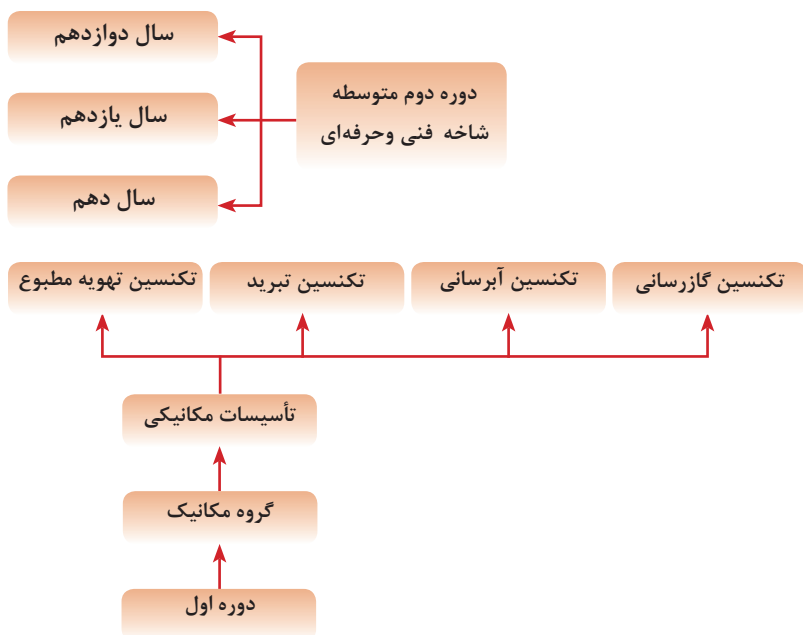 سال دوازدهم
دوره دوم متوسطه
شاخه فنی وحرفه‌ای
سال یازدهم
سال دهم
تکنسین گازرسانی
تکنسین آبرسانی
تکنسین تبرید
تکنسین تهویه مطبوع
تأسیسات مکانیکی
گروه مکانیک
دوره اول